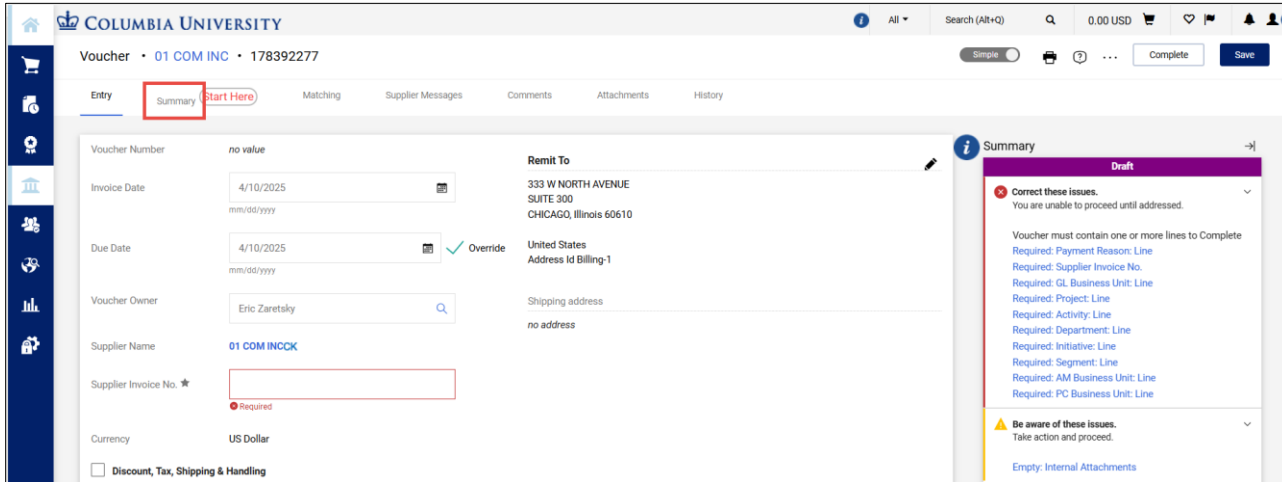 COLUMBIA UNIVERSITY
i
All
Search (Alt+Q)
0.00 USD
Voucher • 01 COM INC • 178392277
Simple
?
...
Complete
Save
Entry
Summary
Start Here
Matching
Supplier Messages
Comments
Attachments
History
Voucher Number
no value
Invoice Date
4/10/2025
mm/dd/yyyy
Due Date
4/10/2025
Override
mm/dd/yyyy
Voucher Owner
Eric Zaretsky
Supplier Name
01 COM INCCK
Supplier Invoice No. ★
Required
Currency
US Dollar
Discount, Tax, Shipping & Handling
Remit To
333 W NORTH AVENUE
SUITE 300
CHICAGO, Illinois 60610
United States
Address Id Billing-1
Shipping address
no address
i
Summary
Draft
Correct these issues.
You are unable to proceed until addressed.
Voucher must contain one or more lines to Complete
Required: Payment Reason: Line
Required: Supplier Invoice No.
Required: GL Business Unit: Line
Required: Project: Line
Required: Activity: Line
Required: Department: Line
Required: Initiative: Line
Required: Segment: Line
Required: AM Business Unit: Line
Required: PC Business Unit: Line
Be aware of these issues.
Take action and proceed.
Empty: Internal Attachments